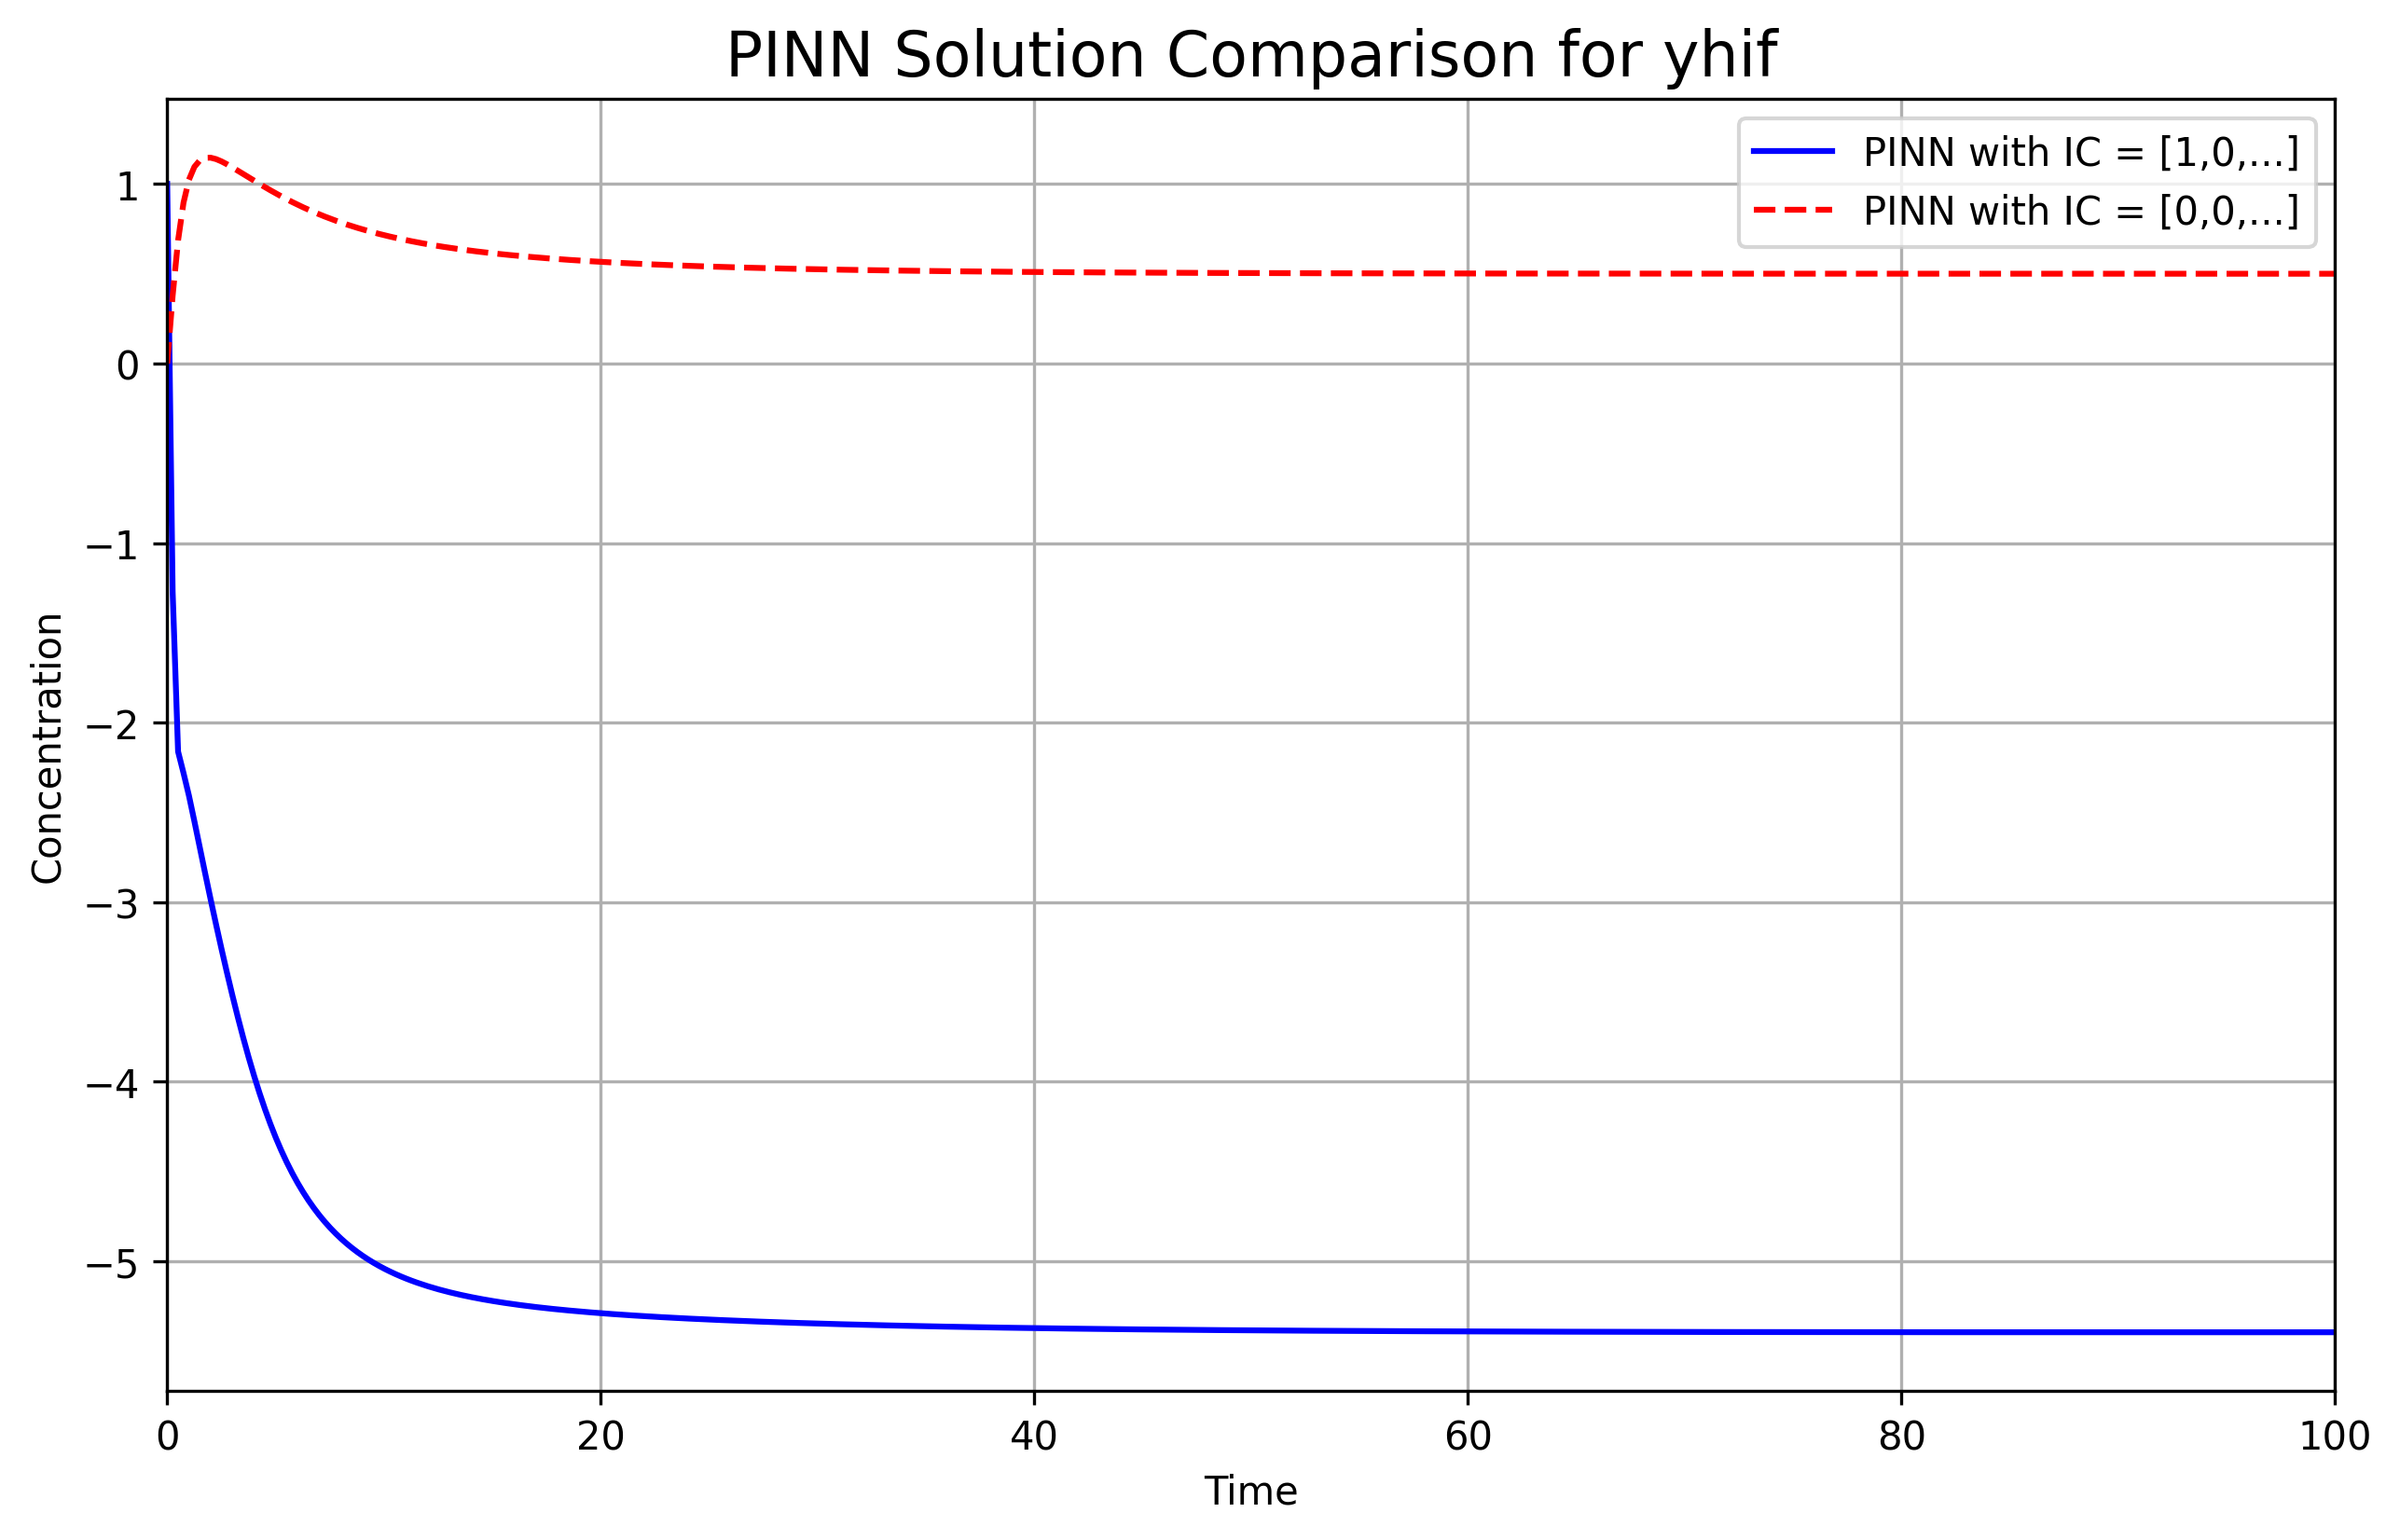 PINN Solution Comparison for yhif
PINN with IC = [1,0,...]
PINN with IC = [0,0,...]
1
0
−1
−2
−3
−4
−5
Concentration
0 20 40 60 80 100
Time